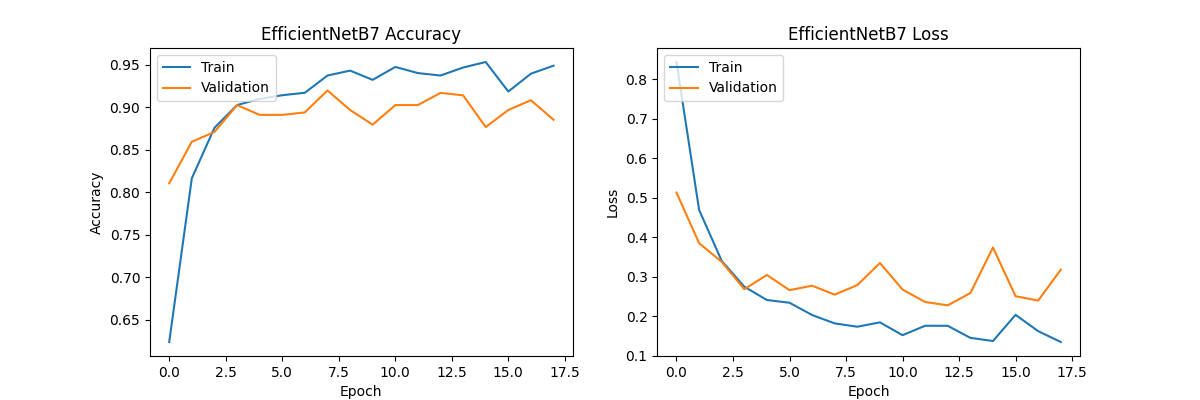 EfficientNetB7 Accuracy
Train
Validation
0.95
0.90
0.85
0.80
0.75
0.70
0.65
Accuracy
0.0 2.5 5.0 7.5 10.0 12.5 15.0 17.5
Epoch
EfficientNetB7 Loss
Train
Validation
0.8
0.7
0.6
0.5
0.4
0.3
0.2
0.1
Loss
0.0 2.5 5.0 7.5 10.0 12.5 15.0 17.5
Epoch